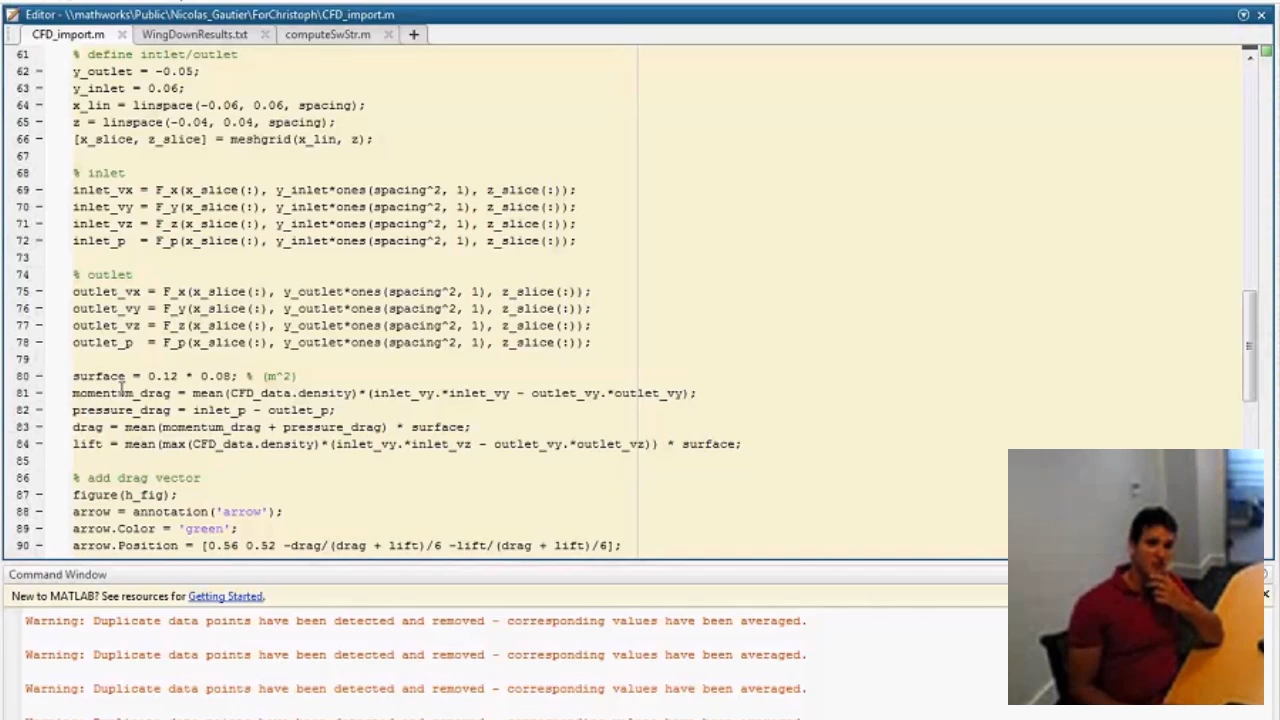 Editor - \\mathworks\Public\Nicolas_Gautier\ForChristoph\CFD_import.m
CFD_import.m × WingDownResults.txt × computeSwStr.m × +
61 % define intlet/outlet
62 - y_outlet = -0.05;
63 - y_inlet = 0.06;
64 - x_lin = linspace(-0.06, 0.06, spacing);
65 - z = linspace(-0.04, 0.04, spacing);
66 - [x_slice, z_slice] = meshgrid(x_lin, z);
67
68 % inlet
69 - inlet_vx = F_x(x_slice(:), y_inlet*ones(spacing^2, 1), z_slice(:));
70 - inlet_vy = F_y(x_slice(:), y_inlet*ones(spacing^2, 1), z_slice(:));
71 - inlet_vz = F_z(x_slice(:), y_inlet*ones(spacing^2, 1), z_slice(:));
72 - inlet_p = F_p(x_slice(:), y_inlet*ones(spacing^2, 1), z_slice(:));
73
74 % outlet
75 - outlet_vx = F_x(x_slice(:), y_outlet*ones(spacing^2, 1), z_slice(:));
76 - outlet_vy = F_y(x_slice(:), y_outlet*ones(spacing^2, 1), z_slice(:));
77 - outlet_vz = F_z(x_slice(:), y_outlet*ones(spacing^2, 1), z_slice(:));
78 - outlet_p = F_p(x_slice(:), y_outlet*ones(spacing^2, 1), z_slice(:));
79
80 - surface = 0.12 * 0.08; % (m^2)
81 - momentum_drag = mean(CFD_data.density)*(inlet_vy.*inlet_vy - outlet_vy.*outlet_vy);
82 - pressure_drag = inlet_p - outlet_p;
83 - drag = mean(momentum_drag + pressure_drag) * surface;
84 - lift = mean(max(CFD_data.density)*(inlet_vy.*inlet_vz - outlet_vy.*outlet_vz)) * surface;
85
86 % add drag vector
87 - figure(h_fig);
88 - arrow = annotation('arrow');
89 - arrow.Color = 'green';
90 - arrow.Position = [0.56 0.52 -drag/(drag + lift)/6 -lift/(drag + lift)/6];
Command Window
New to MATLAB? See resources for Getting Started.
Warning: Duplicate data points have been detected and removed - corresponding values have been averaged.
Warning: Duplicate data points have been detected and removed - corresponding values have been averaged.
Warning: Duplicate data points have been detected and removed - corresponding values have been averaged.